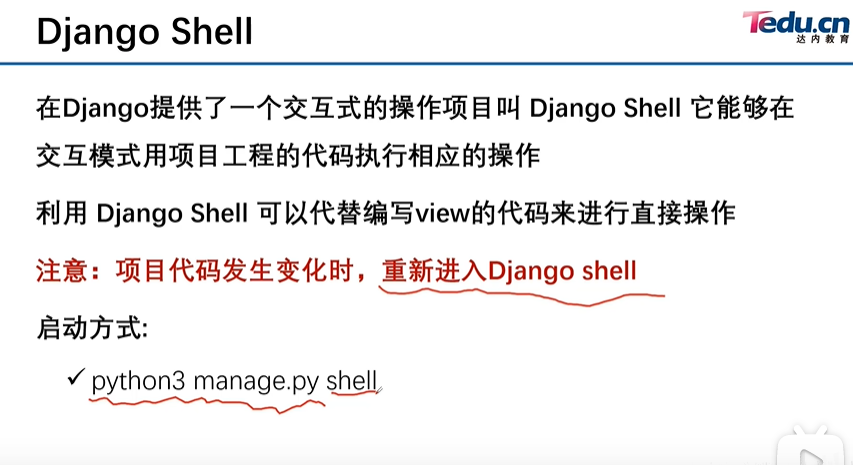 Django Shell
Tedu.cn
达内教育
在Django提供了一个交互式的操作项目叫 Django Shell 它能够在
交互模式用项目工程的代码执行相应的操作
利用 Django Shell 可以代替编写view的代码来进行直接操作
注意：项目代码发生变化时，重新进入Django shell
启动方式:
✓ python3 manage.py shell